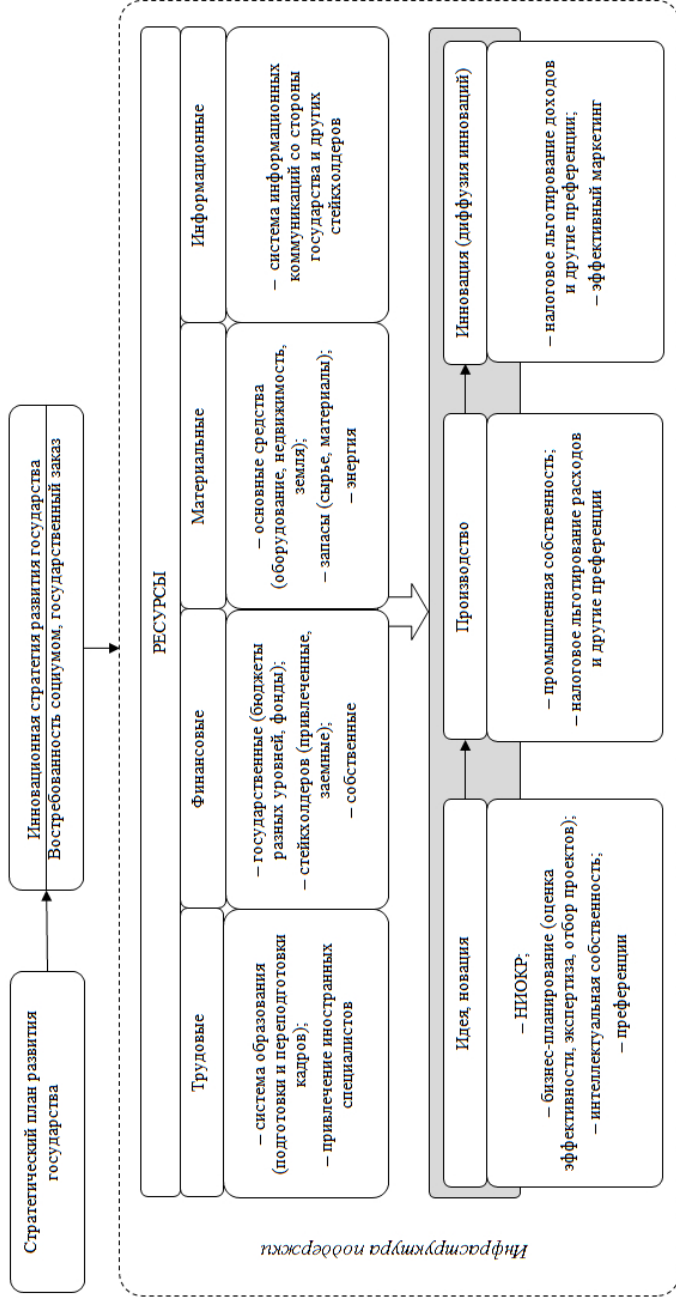 Стратегический план развития
государства
Инновационная стратегия развития государства
Востребованность социумом, государственный заказ
РЕСУРСЫ
Трудовые
Финансовые
Материальные
Информационные
– система образования
(подготовки и переподготовки
кадров);
– привлечение иностранных
специалистов
– государственные (бюджеты
разных уровней, фонды);
– стейкхолдеров (привлеченные,
заемные);
– собственные
– основные средства
(оборудование, недвижимость,
земля);
– запасы (сырье, материалы);
– энергия
– система информационных
коммуникаций со стороны
государства и других
стейкхолдеров
Идея, новация
Производство
Инновация (диффузия инноваций)
– НИОКР;
– бизнес-планирование (оценка
эффективности, экспертиза, отбор проектов);
– интеллектуальная собственность;
– преференции
– промышленная собственность;
– налоговое льготирование расходов
и другие преференции
– налоговое льготирование доходов
и другие преференции;
– эффективный маркетинг
Инфраструктура поддержки